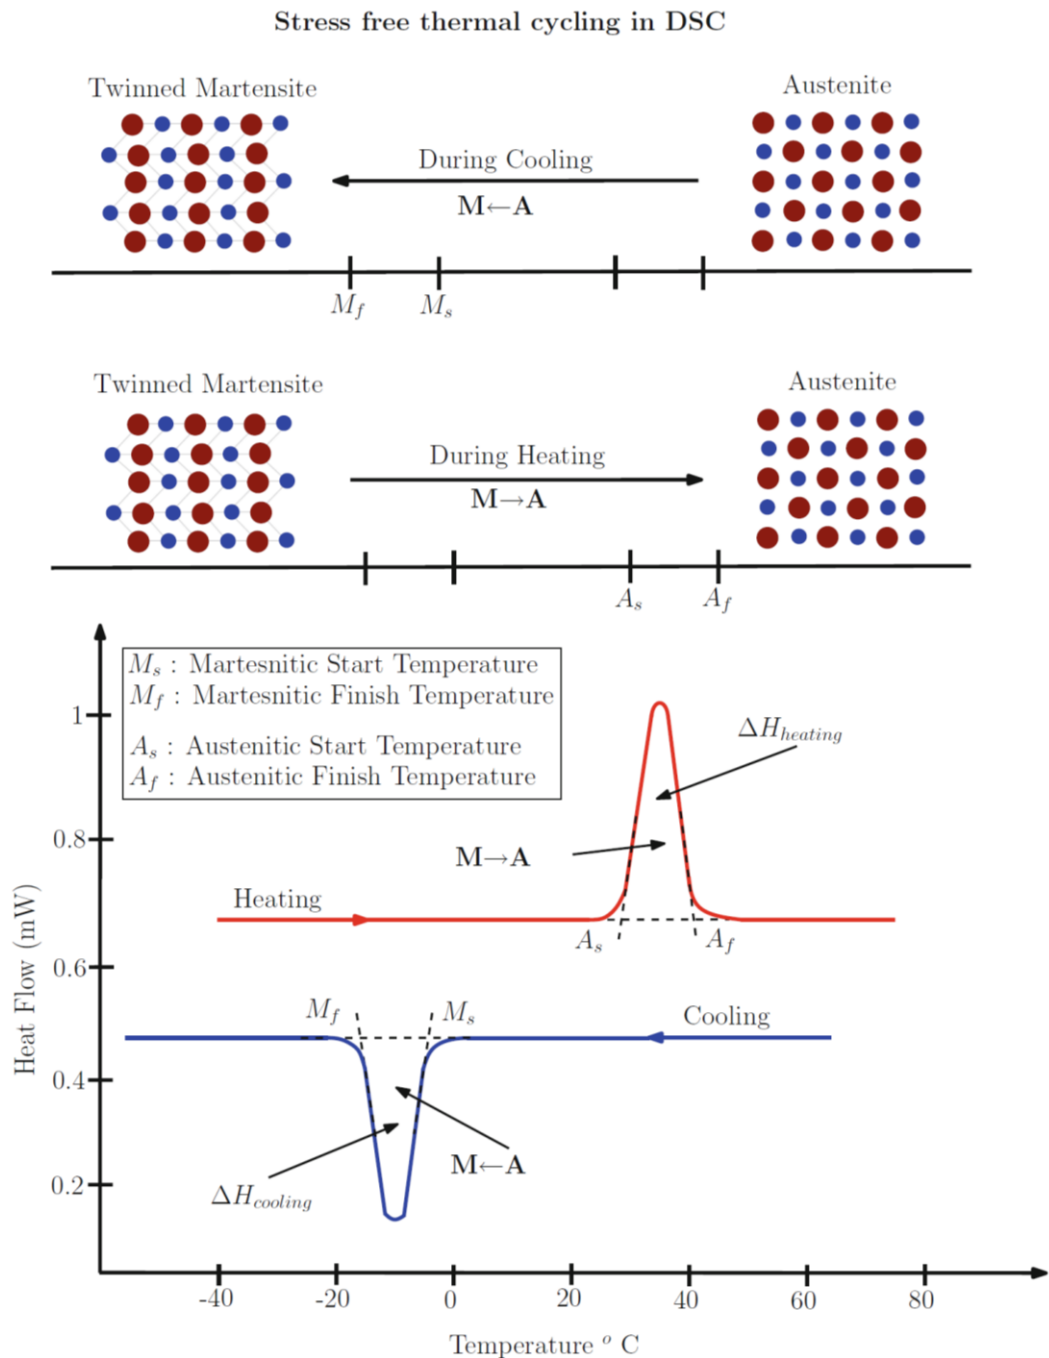 Stress free thermal cycling in DSC
Twinned Martensite
Austenite
During Cooling
M←A
M_f
M_s
Twinned Martensite
Austenite
During Heating
M→A
A_s
A_f
M_s : Martesnitic Start Temperature
M_f : Martesnitic Finish Temperature
A_s : Austenitic Start Temperature
A_f : Austenitic Finish Temperature
1
ΔH_heating
0.8
M→A
Heating
A_s
A_f
0.6
Heat Flow (mW)
M_f
M_s
Cooling
0.4
M←A
0.2
ΔH_cooling
-40
-20
0
20
40
60
80
Temperature ° C